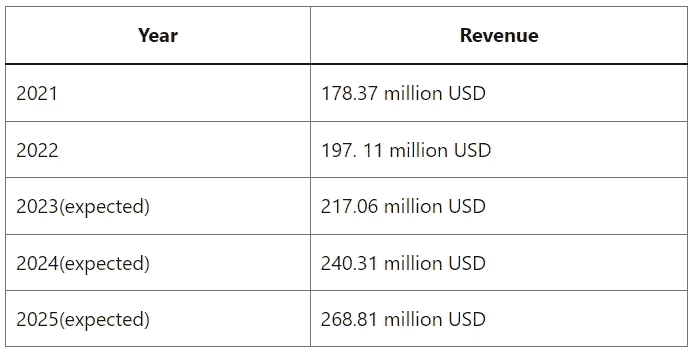 Year Revenue
2021 178.37 million USD
2022 197. 11 million USD
2023(expected) 217.06 million USD
2024(expected) 240.31 million USD
2025(expected) 268.81 million USD